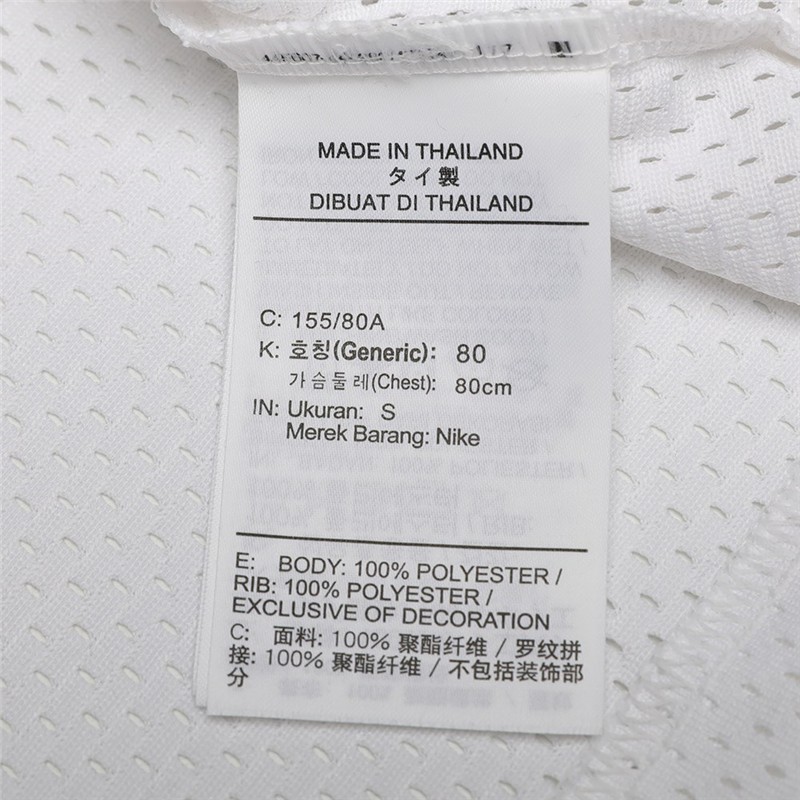 MADE IN THAILAND
タイ製
DIBUAT DI THAILAND
C: 155/80A
K: 호칭(Generic): 80
가슴둘레(Chest): 80cm
IN: Ukuran: S
Merek Barang: Nike
E: BODY: 100% POLYESTER /
RIB: 100% POLYESTER /
EXCLUSIVE OF DECORATION
C: 面料: 100% 聚酯纤维 / 罗纹拼
接: 100% 聚酯纤维 / 不包括装饰部
分